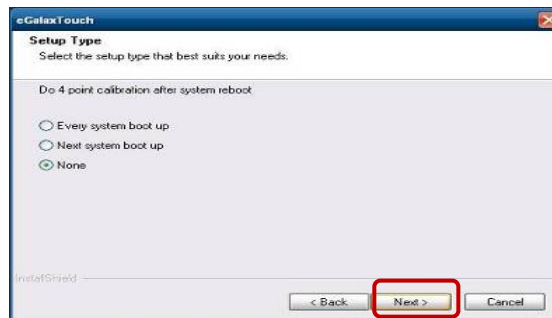 eGalaxTouch
Setup Type
Select the setup type that best suits your needs.
Do 4 point calibration after system reboot
Every system boot up
Next system boot up
None
InstallShield
< Back Next > Cancel